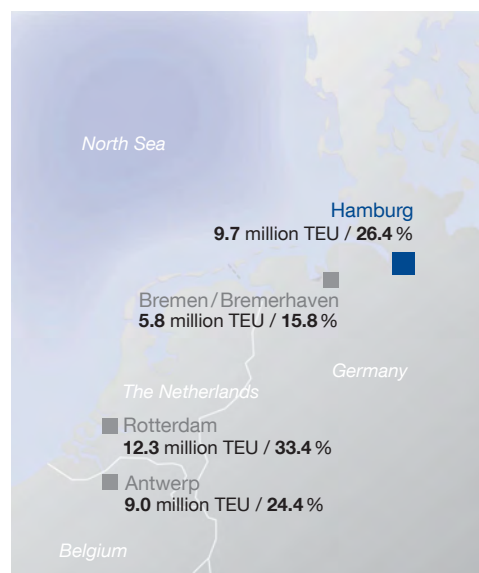 North Sea
Hamburg
9.7 million TEU / 26.4 %
Bremen / Bremerhaven
5.8 million TEU / 15.8 %
Germany
The Netherlands
Rotterdam
12.3 million TEU / 33.4 %
Antwerp
9.0 million TEU / 24.4 %
Belgium